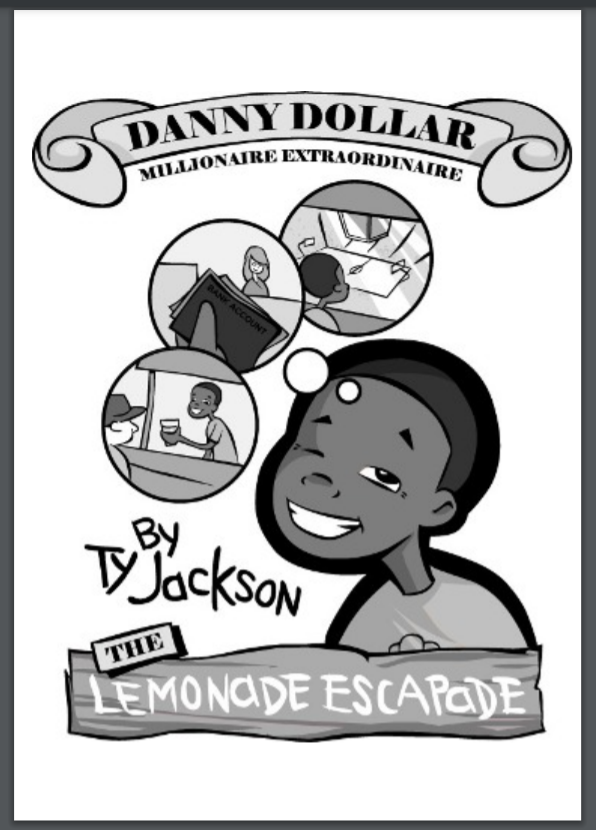 DANNY DOLLAR
MILLIONAIRE EXTRAORDINAIRE
BANK ACCOUNT
By
Ty Jackson
THE
LEMONADE ESCAPADE